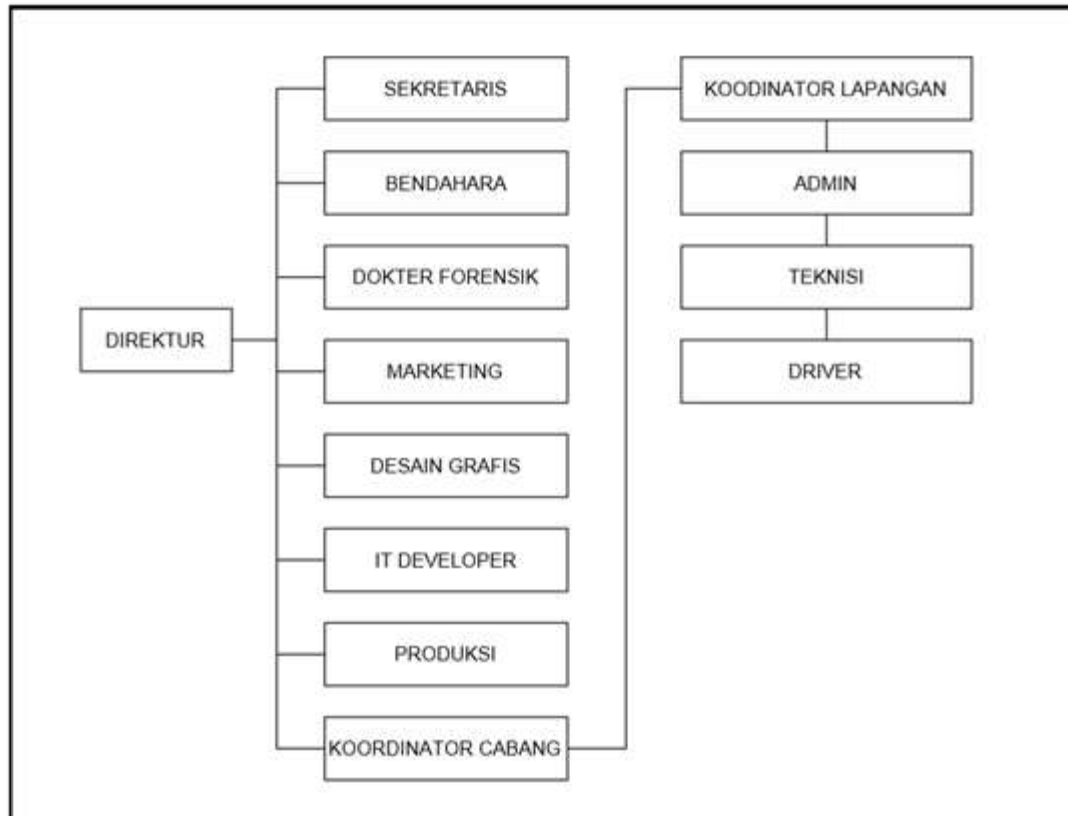 DIREKTUR
SEKRETARIS
BENDAHARA
DOKTER FORENSIK
MARKETING
DESAIN GRAFIS
IT DEVELOPER
PRODUKSI
KOORDINATOR CABANG
KOODINATOR LAPANGAN
ADMIN
TEKNISI
DRIVER